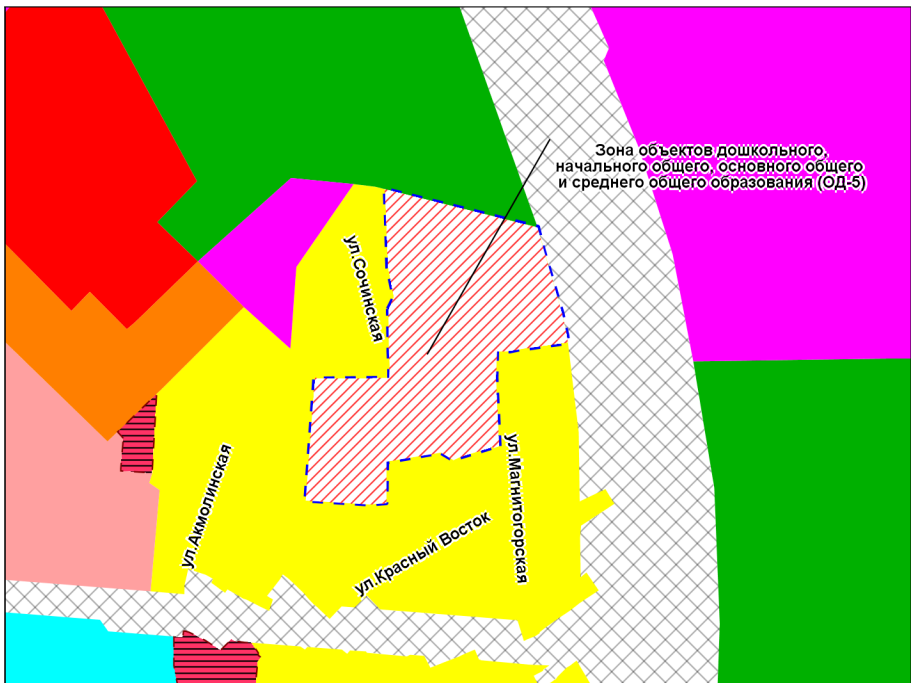 Зона объектов дошкольного,
начального общего, основного общего
и среднего общего образования (ОД-5)
ул.Сочинская
ул.Акмолинская
ул.Красный Восток
ул.Магнитогорская